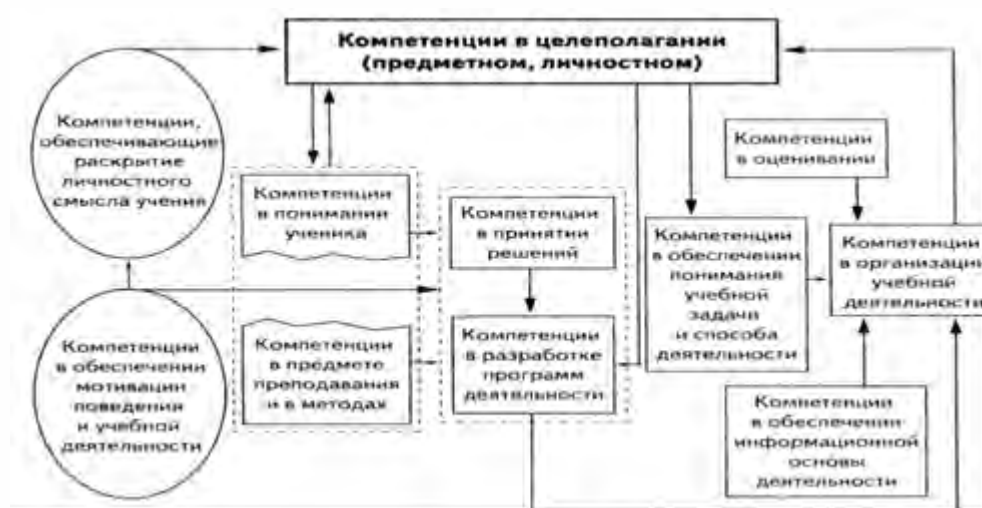 Компетенции в целеполагании
(предметном, личностном)
Компетенции,
обеспечивающие
раскрытие
личностного
смысла учения
Компетенции
в понимании
ученика
Компетенции
в принятии
решений
Компетенции
в обеспечении
понимания
учебной
задачи
и способа
деятельности
Компетенции
в оценивании
Компетенции
в организации
учебной
деятельности
Компетенции
в обеспечении
мотивации
поведения
и учебной
деятельности
Компетенции
в предмете
преподавания
и в методах
Компетенции
в разработке
программ
деятельности
Компетенции
в обеспечении
информационной
основы
деятельности